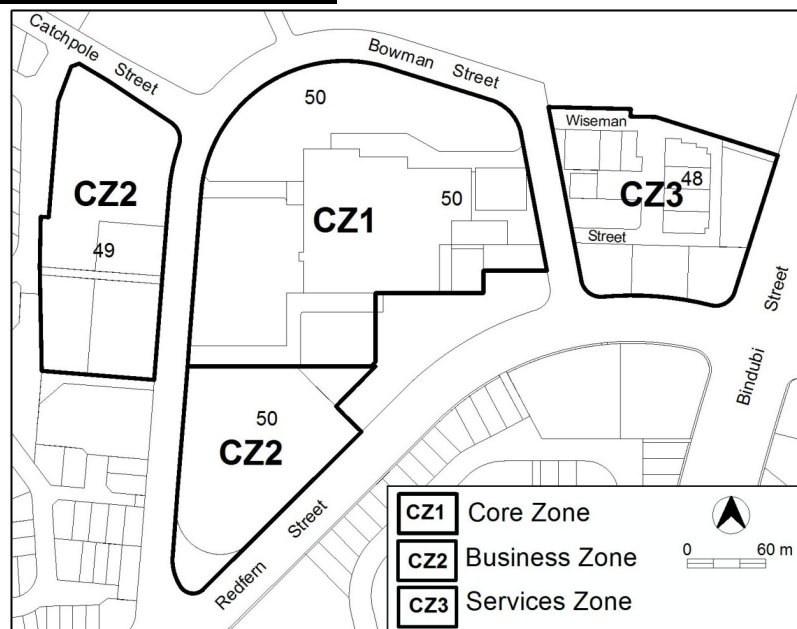 Catchpole Street
Bowman Street
50
Wiseman
CZ2
CZ1
50
CZ3
48
49
Street
Bindubi Street
50
CZ2
Redfern Street
CZ1 Core Zone
CZ2 Business Zone
CZ3 Services Zone
0 60 m